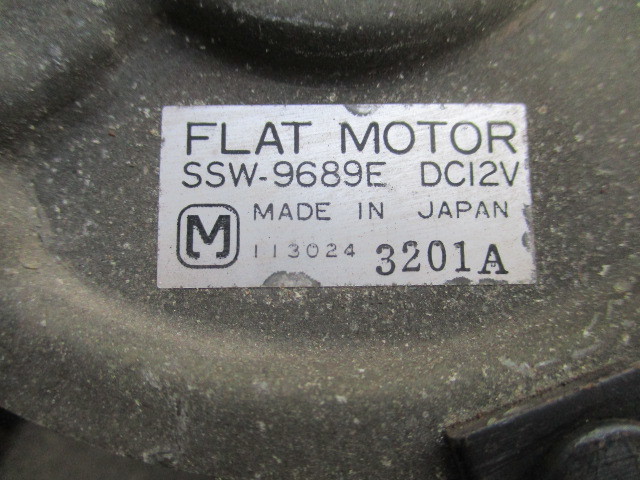 FLAT MOTOR
SSW-9689E DC12V
M MADE IN JAPAN
113024 3201A